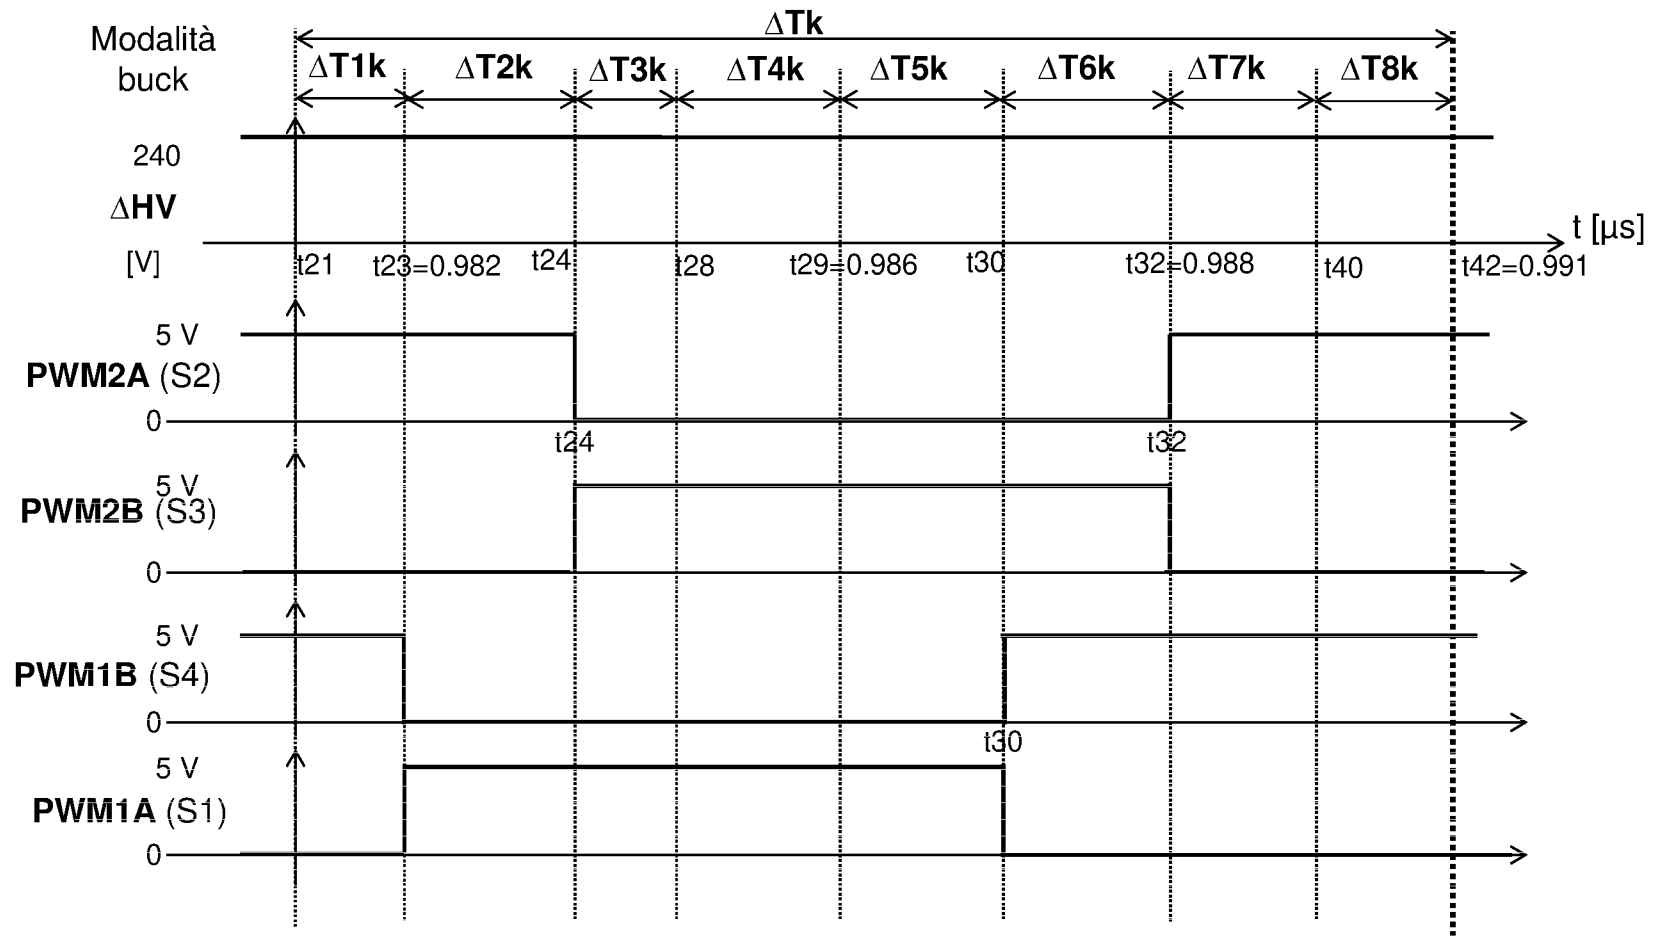 ΔTk
Modalità
buck
ΔT1k ΔT2k ΔT3k ΔT4k ΔT5k ΔT6k ΔT7k ΔT8k
240
ΔHV
[V]
t [µs]
t21 t23=0.982 t24 t28 t29=0.986 t30 t32=0.988 t40 t42=0.991
5 V
PWM2A (S2)
0
t24 t32
5 V
PWM2B (S3)
0
5 V
PWM1B (S4)
0
t30
5 V
PWM1A (S1)
0